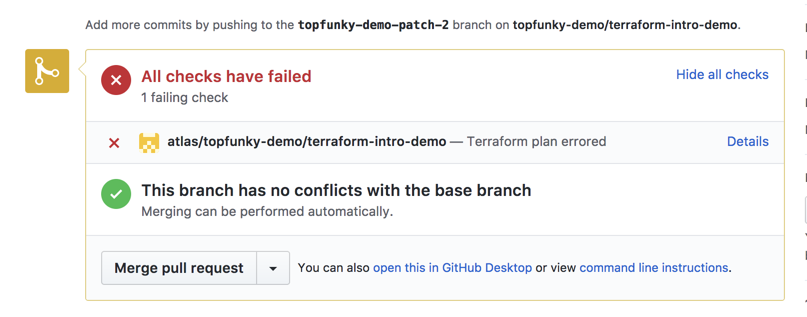 Add more commits by pushing to the topfunky-demo-patch-2 branch on topfunky-demo/terraform-intro-demo.
All checks have failed
Hide all checks
1 failing check
atlas/topfunky-demo/terraform-intro-demo — Terraform plan errored
Details
This branch has no conflicts with the base branch
Merging can be performed automatically.
Merge pull request
You can also open this in GitHub Desktop or view command line instructions.